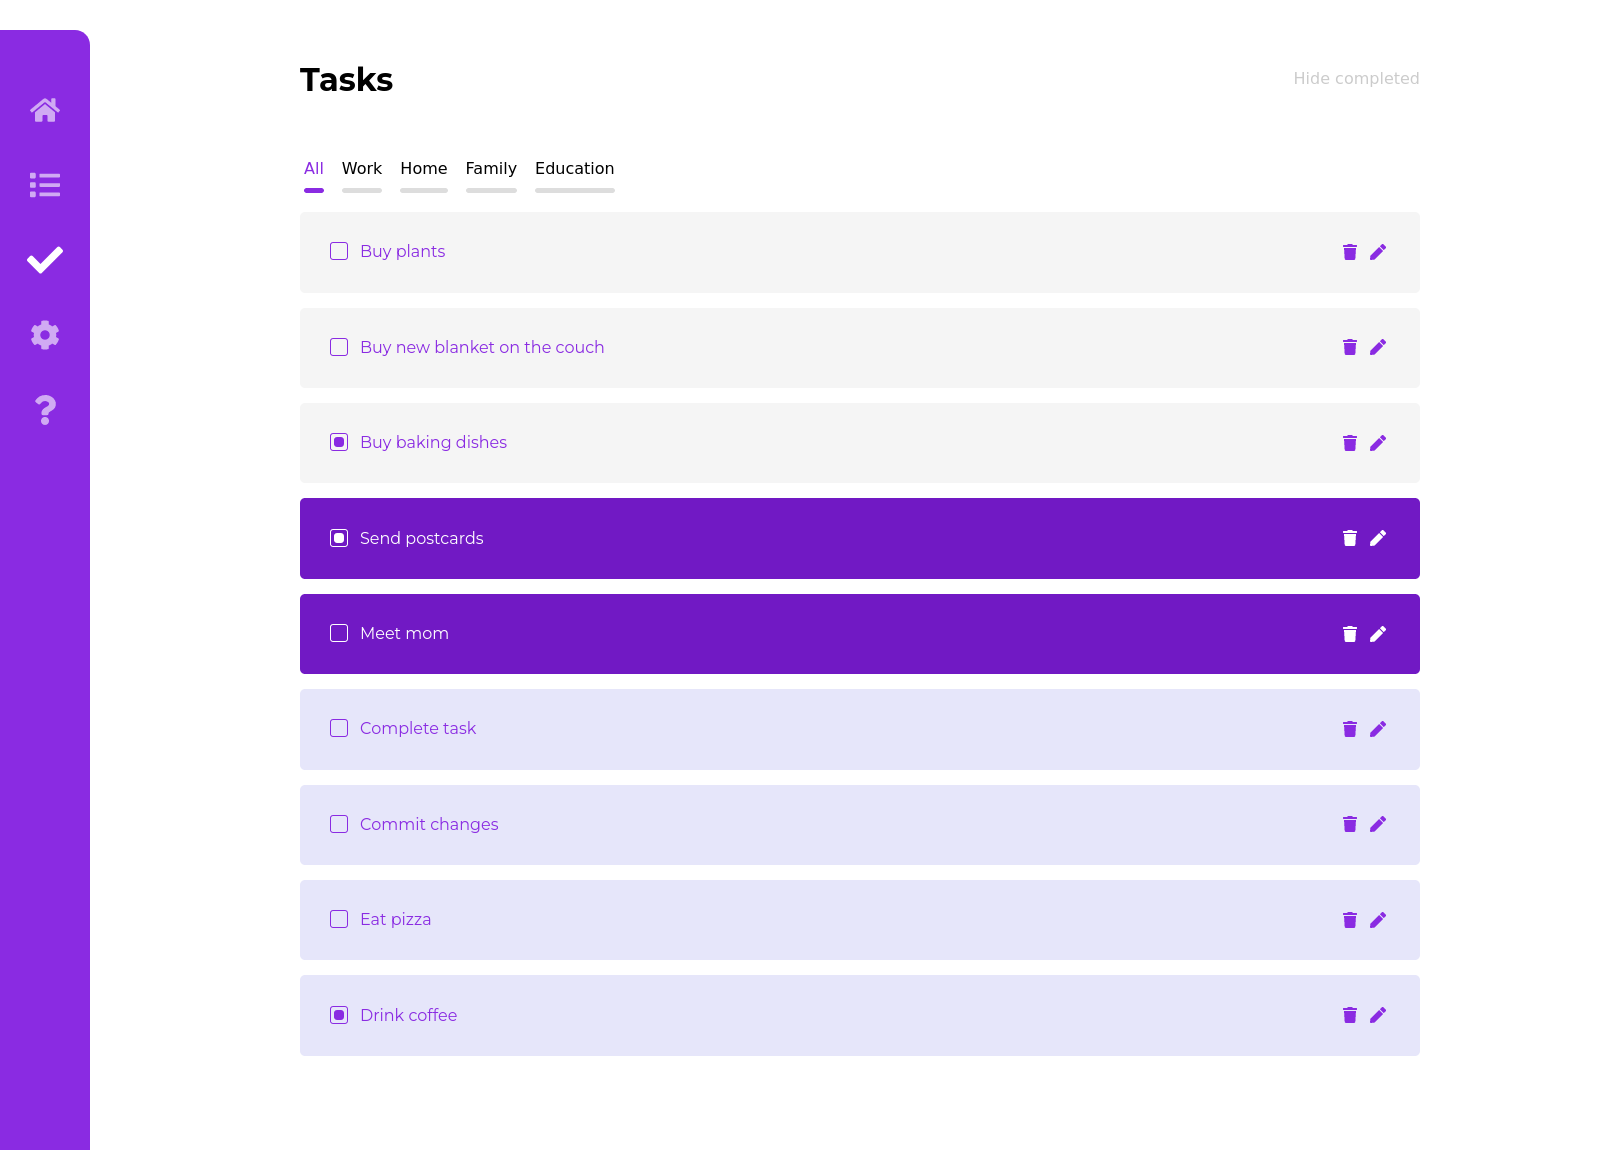 Tasks
Hide completed
All Work Home Family Education
Buy plants
Buy new blanket on the couch
Buy baking dishes
Send postcards
Meet mom
Complete task
Commit changes
Eat pizza
Drink coffee